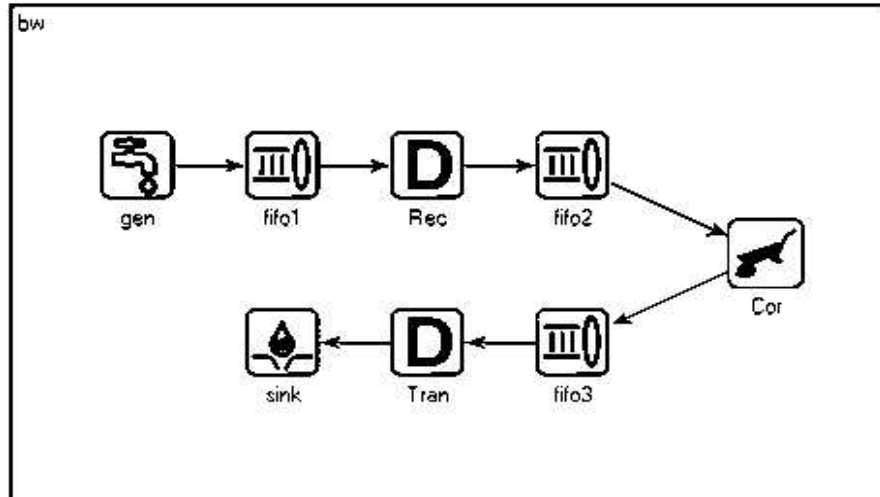 bw
gen
fifo1
D
Rec
fifo2
Cor
sink
D
Tran
fifo3